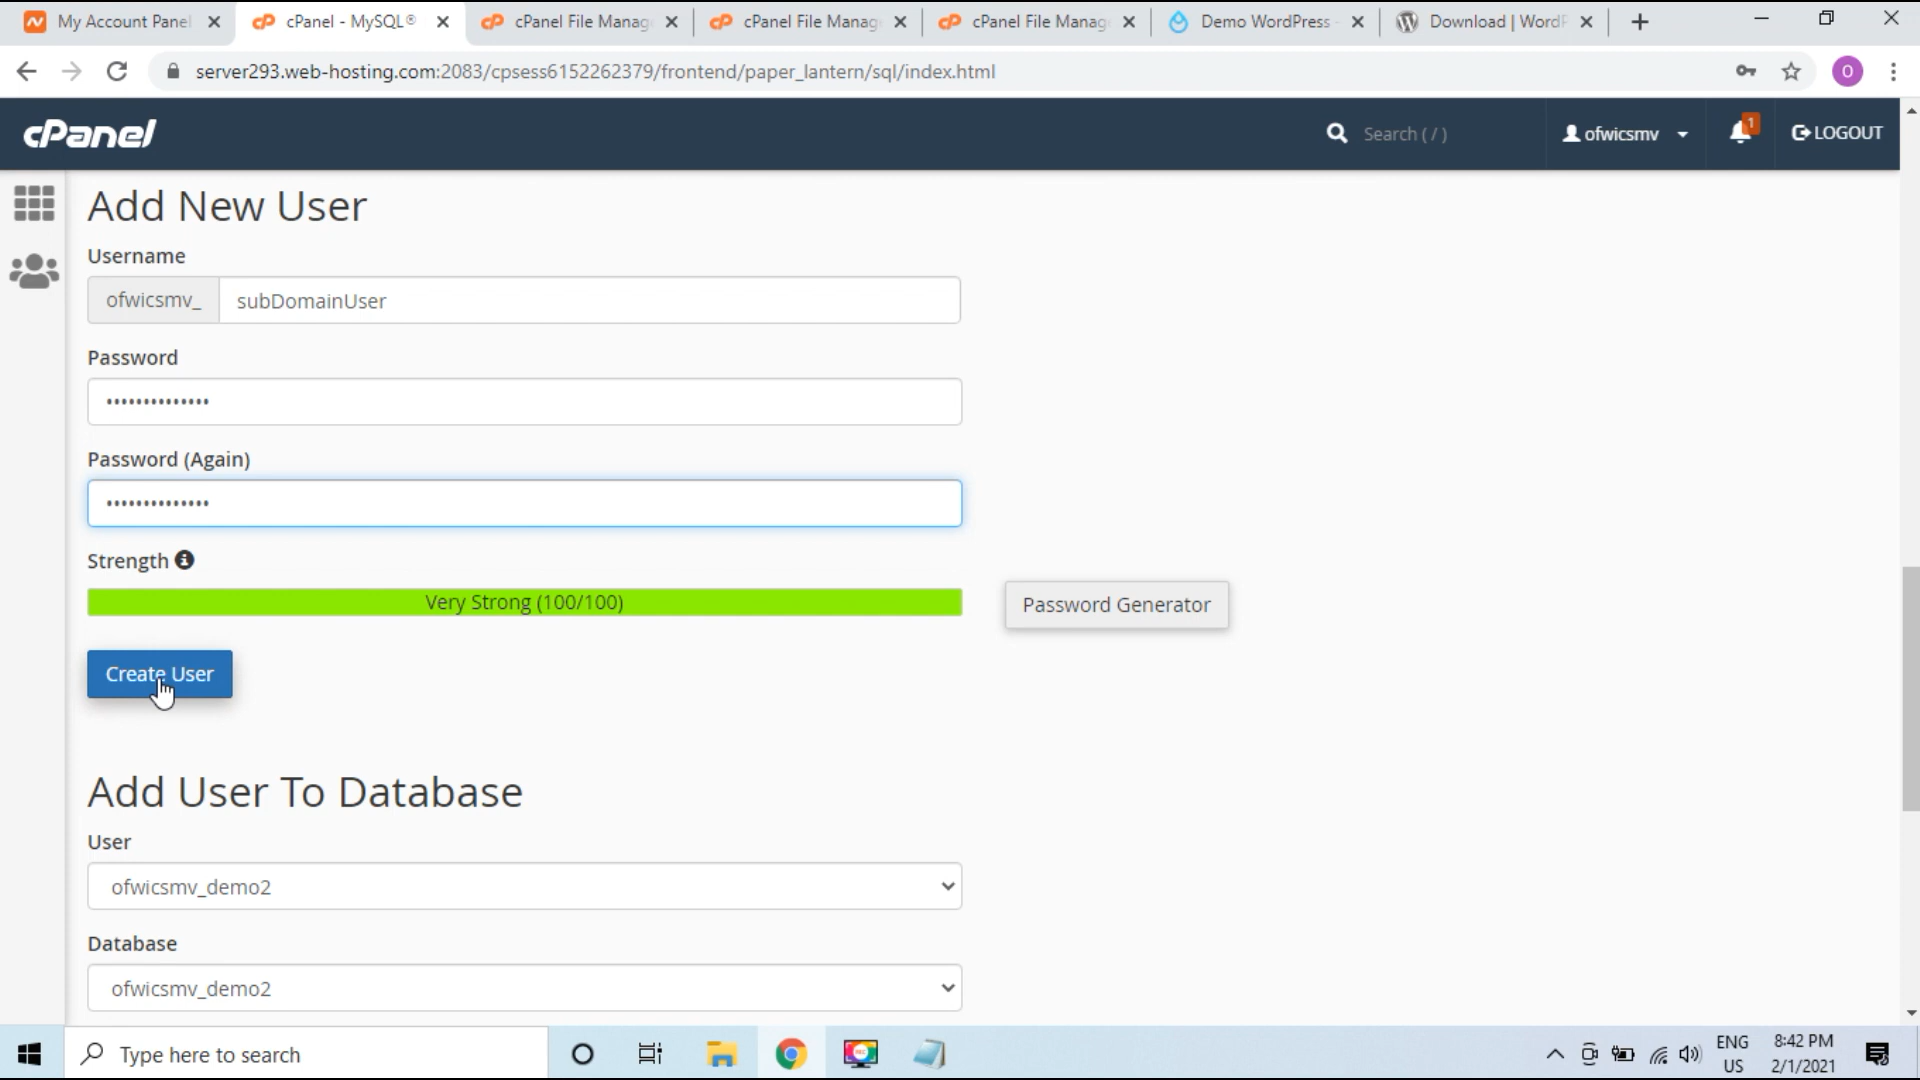 My Account Panel
cPanel - MySQL®
cPanel File Manag
cPanel File Manag
cPanel File Manag
Demo WordPress -
Download | WordP
server293.web-hosting.com:2083/cpsess6152262379/frontend/paper_lantern/sql/index.html
O
cPanel
Search ( / )
ofwicsmv
1
LOGOUT
Add New User
Username
ofwicsmv_
subDomainUser
Password
Password (Again)
Strength
Very Strong (100/100)
Password Generator
Create User
Add User To Database
User
ofwicsmv_demo2
Database
ofwicsmv_demo2
Type here to search
ENG
US
8:42 PM
2/1/2021